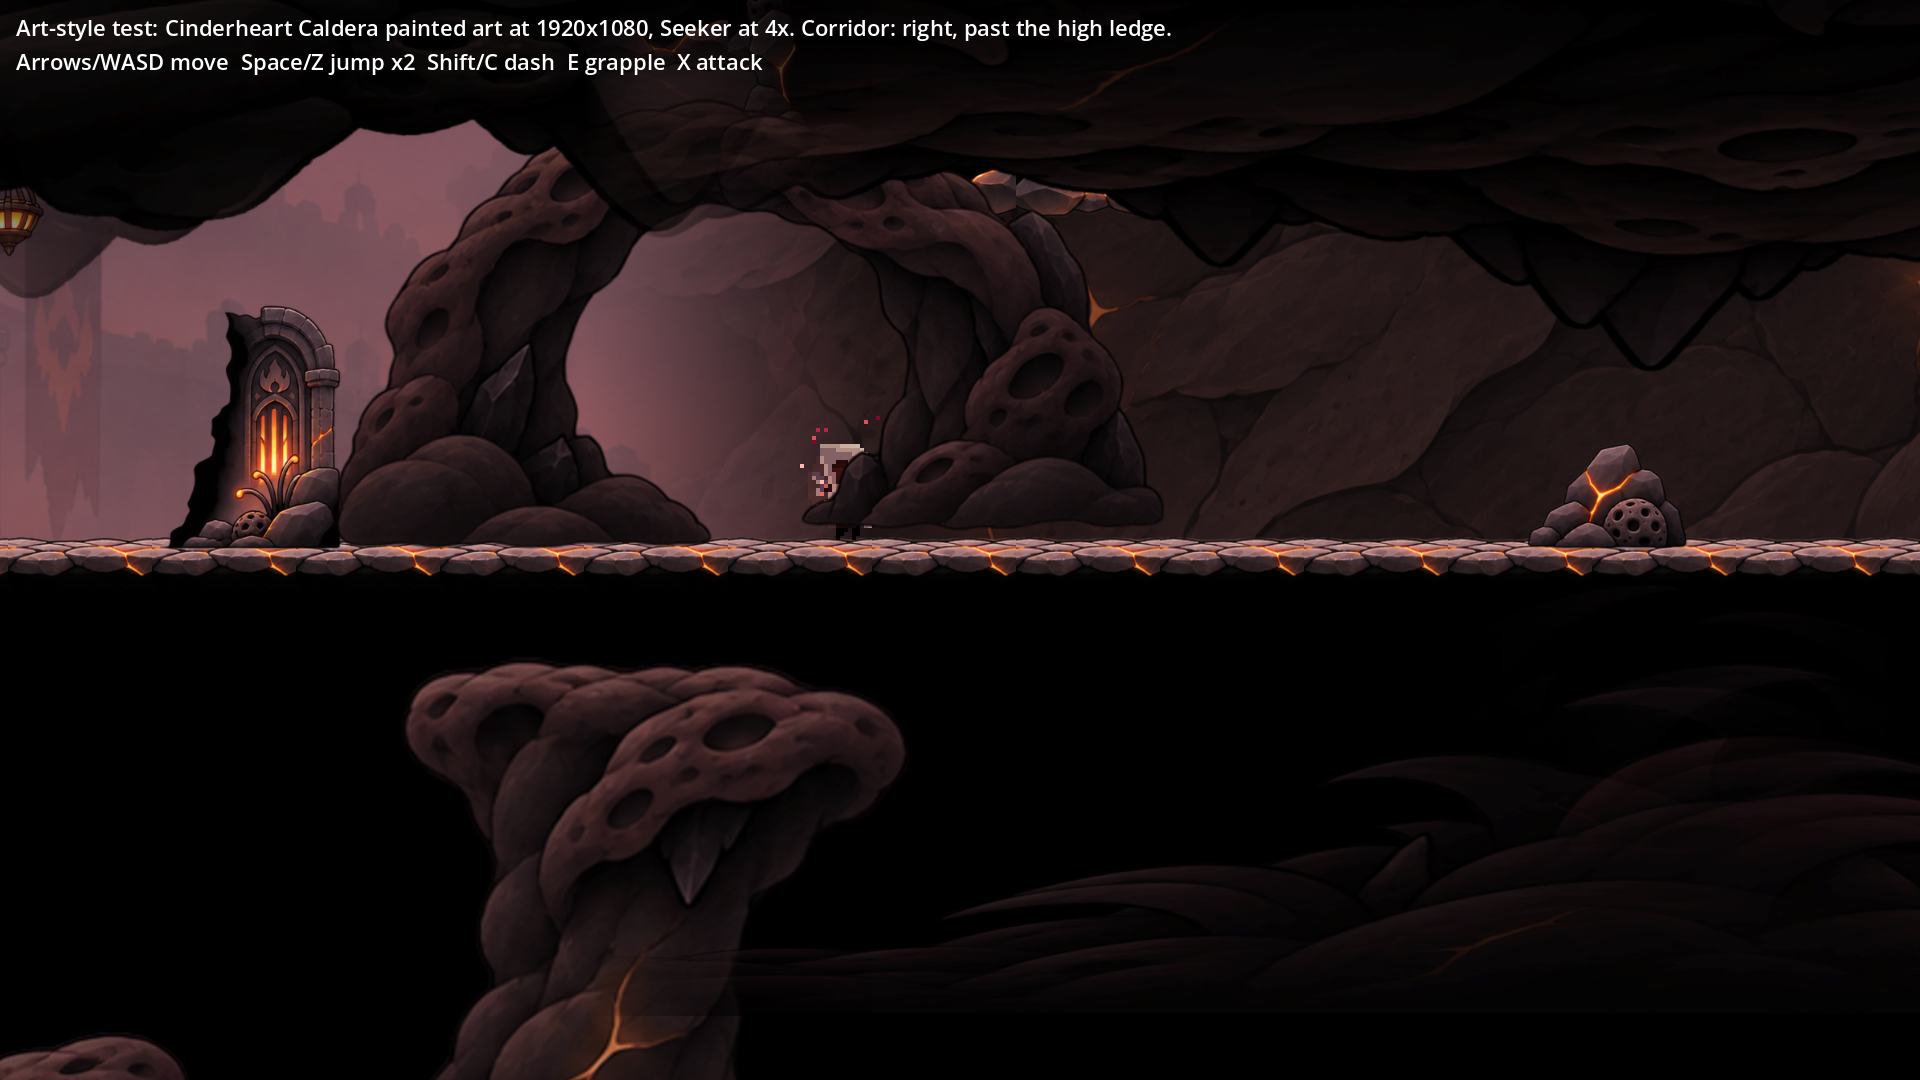 Art-style test: Cinderheart Caldera painted art at 1920x1080, Seeker at 4x. Corridor: right, past the high ledge.
Arrows/WASD move  Space/Z jump x2  Shift/C dash  E grapple  X attack